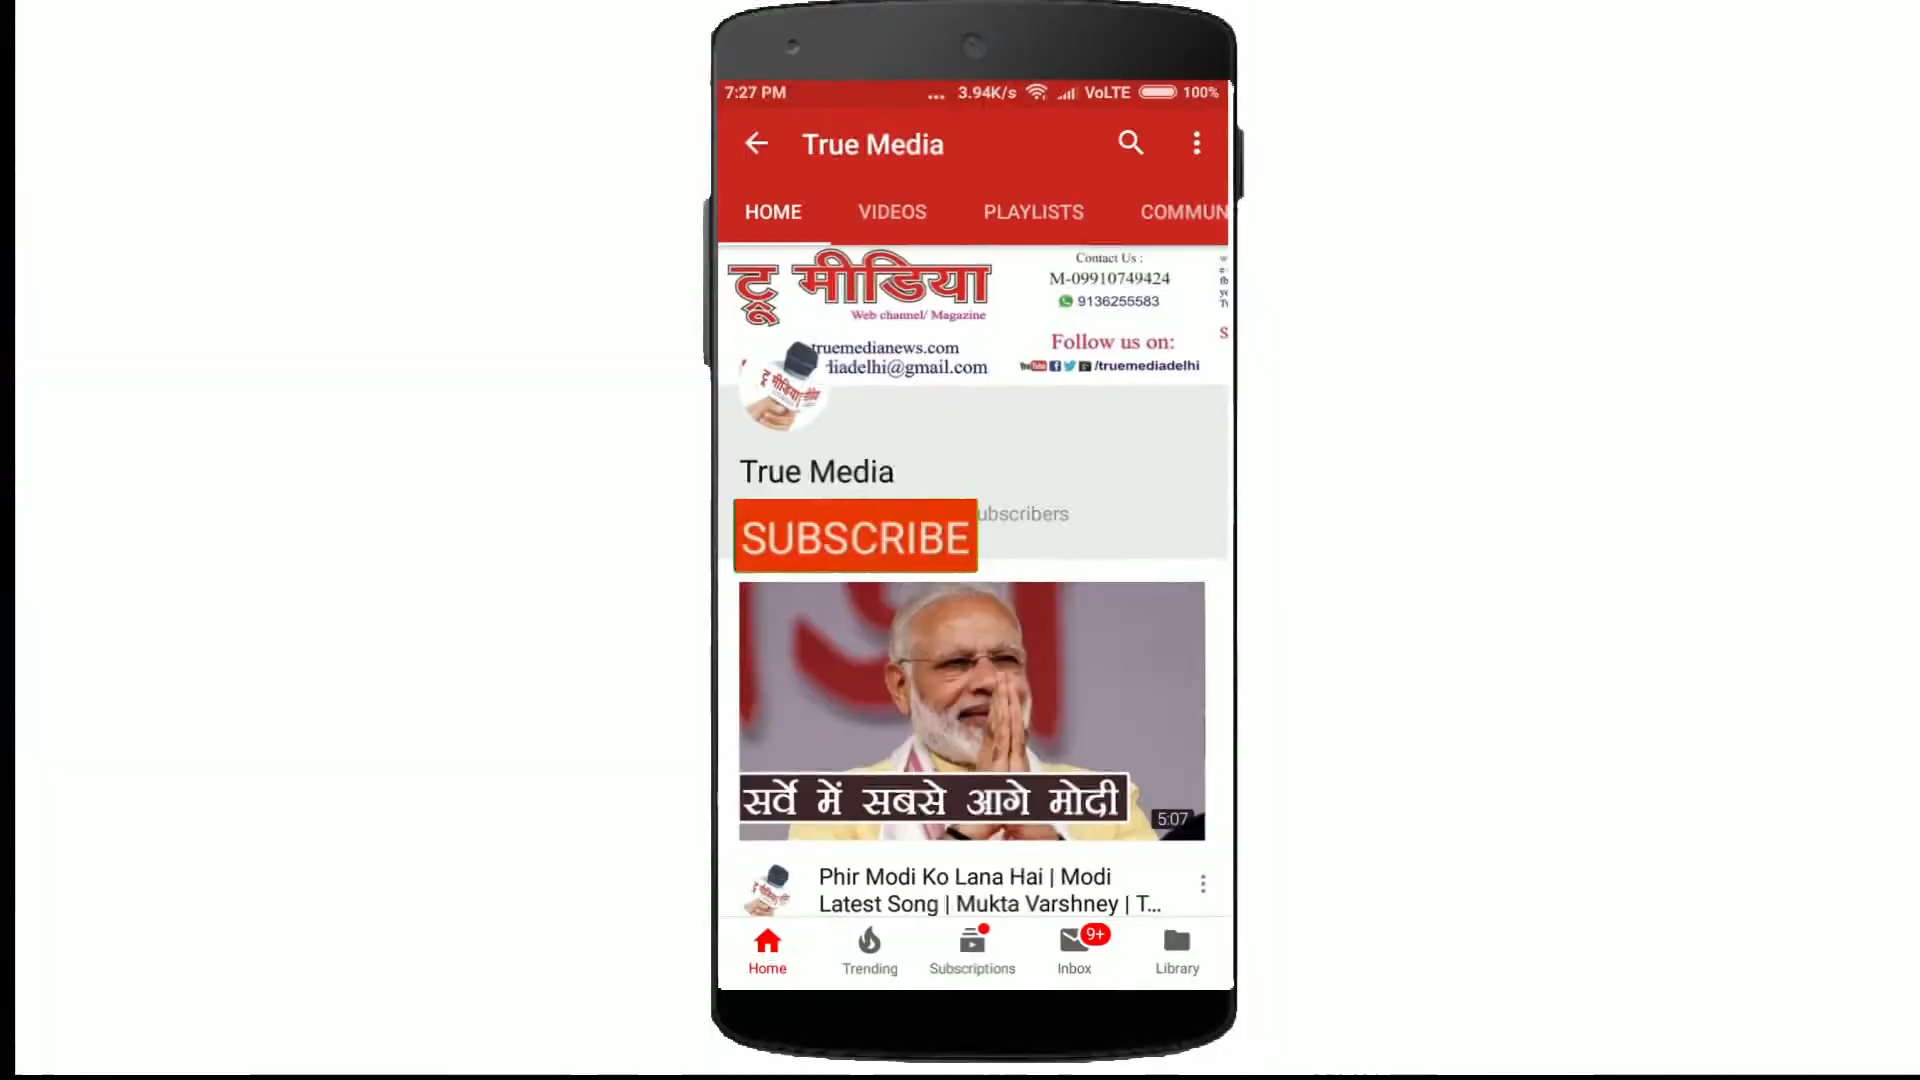 7:27 PM ... 3.94K/s VoLTE 100%
True Media
HOME VIDEOS PLAYLISTS COMMUN
टू मीडिया
Web channel/ Magazine
truemedianews.com
diadelhi@gmail.com
Contact Us :
M-09910749424
9136255583
Follow us on:
/truemediadelhi
टू मीडिया
True Media
SUBSCRIBE
ubscribers
सर्वे में सबसे आगे मोदी
5:07
Phir Modi Ko Lana Hai | Modi
Latest Song | Mukta Varshney | T...
9+
Home Trending Subscriptions Inbox Library